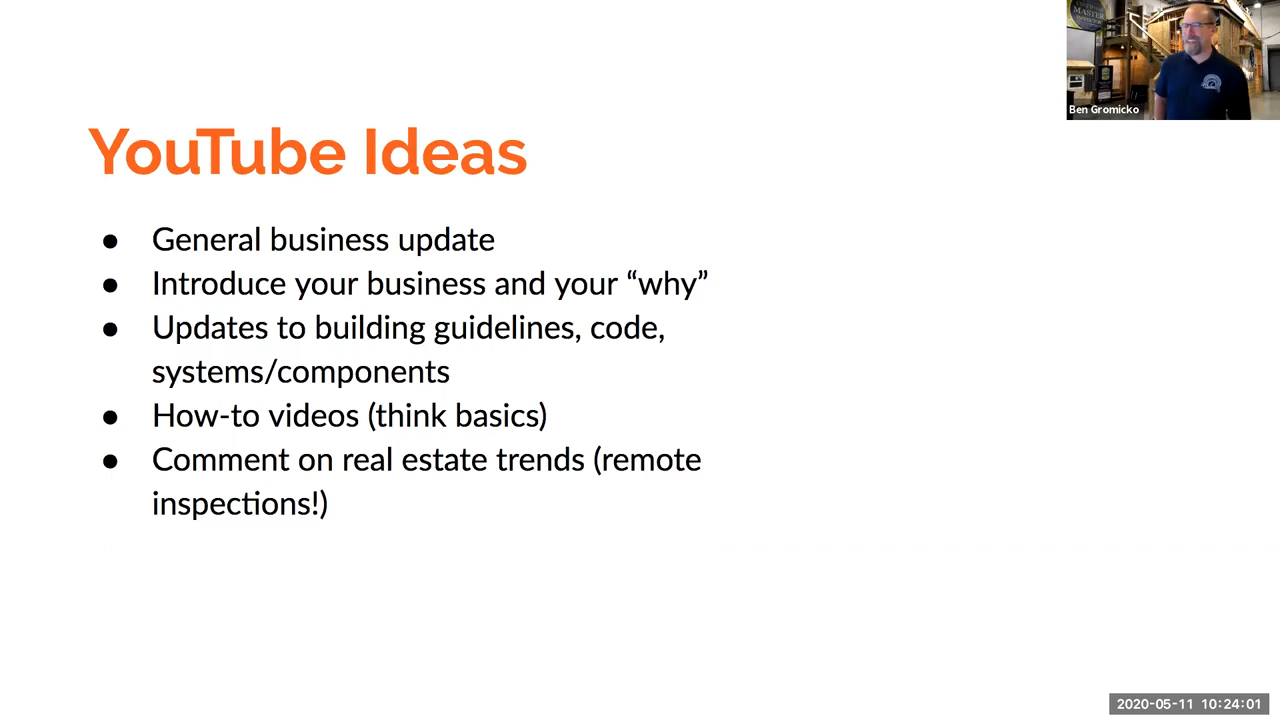 MASTER
Ben Gromicko
YouTube Ideas
● General business update
● Introduce your business and your “why”
● Updates to building guidelines, code,
systems/components
● How-to videos (think basics)
● Comment on real estate trends (remote
inspections!)
2020-05-11 10:24:01